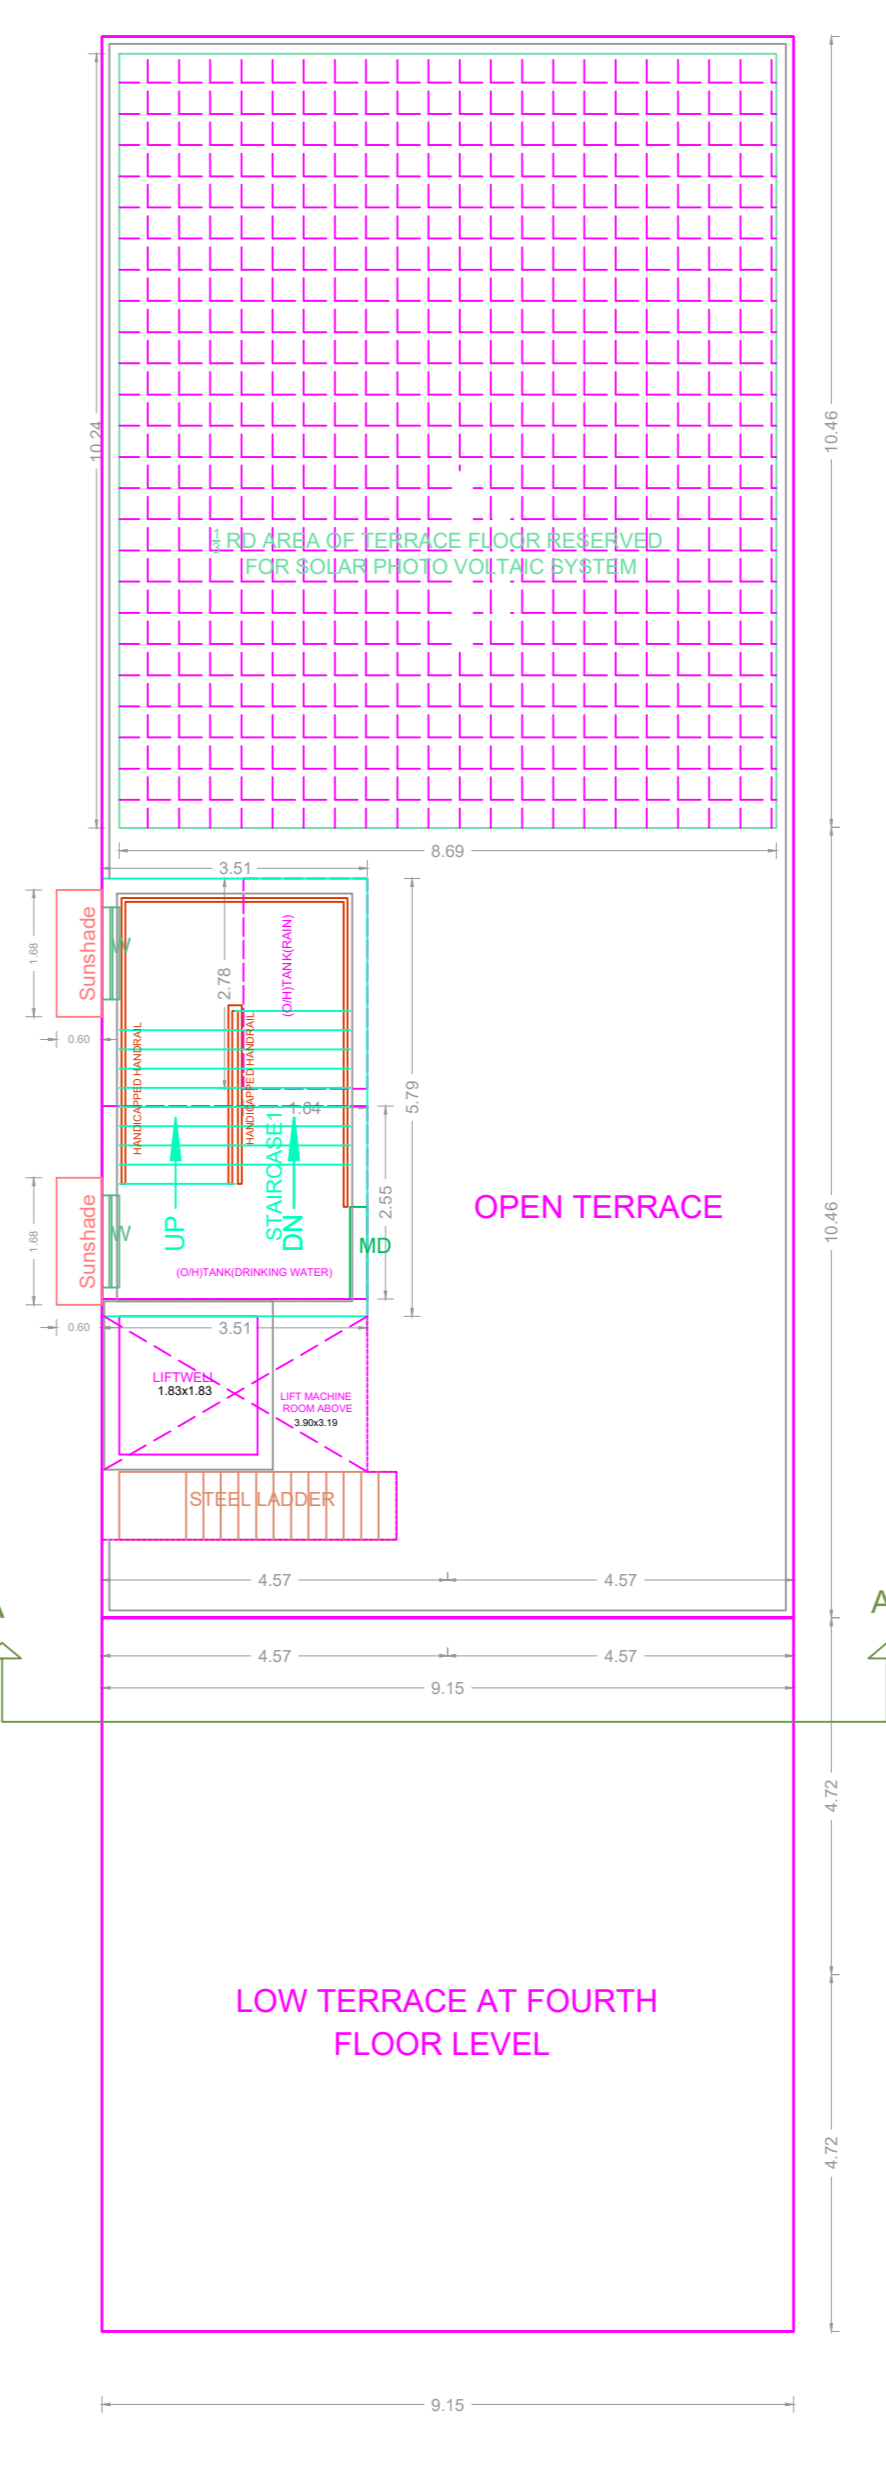 10.24
10.46
1/3 RD AREA OF TERRACE FLOOR RESERVED
FOR SOLAR PHOTO VOLTAIC SYSTEM
8.69
3.51
Sunshade
W
1.68
0.60
2.78
(O/H)TANK(RAIN)
HANDICAPPED HANDRAIL
HANDICAPPED HANDRAIL
1.84
5.79
STAIRCASE1
UP
DN
2.55
OPEN TERRACE
10.46
Sunshade
W
1.68
0.60
MD
(O/H)TANK(DRINKING WATER)
3.51
LIFTWELL
1.83x1.83
LIFT MACHINE
ROOM ABOVE
3.90x3.19
STEEL LADDER
4.57
4.57
A
A
4.57
4.57
9.15
4.72
LOW TERRACE AT FOURTH
FLOOR LEVEL
4.72
9.15